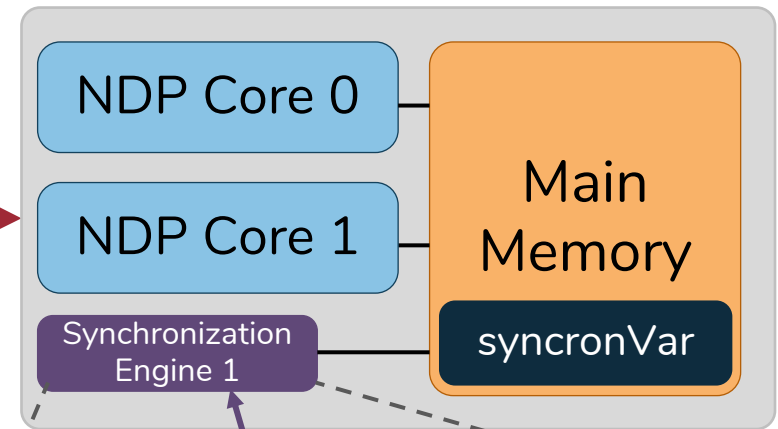 NDP Core 0
NDP Core 1
Synchronization
Engine 1
Main
Memory
syncronVar